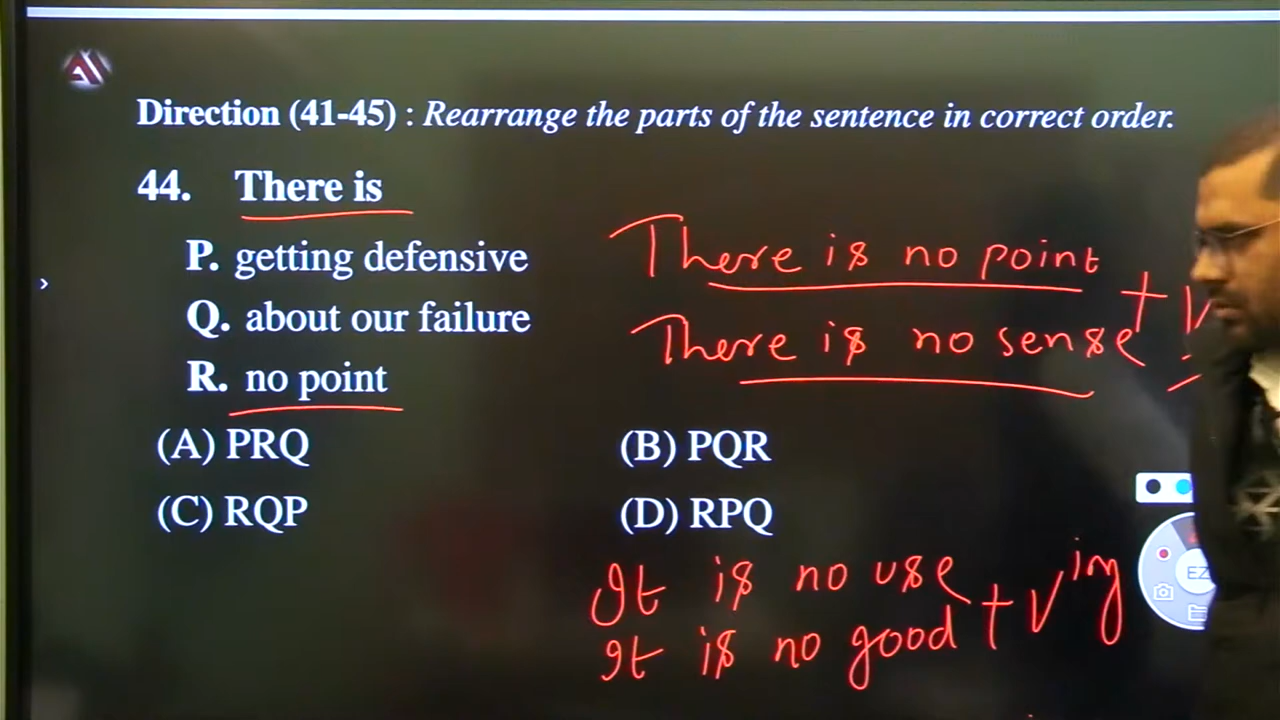 Direction (41-45) : Rearrange the parts of the sentence in correct order.
44. There is
P. getting defensive
Q. about our failure
R. no point
(A) PRQ
(B) PQR
(C) RQP
(D) RPQ
There is no point
There is no sense
+ V
It is no use
It is no good
+ V ing
EZ